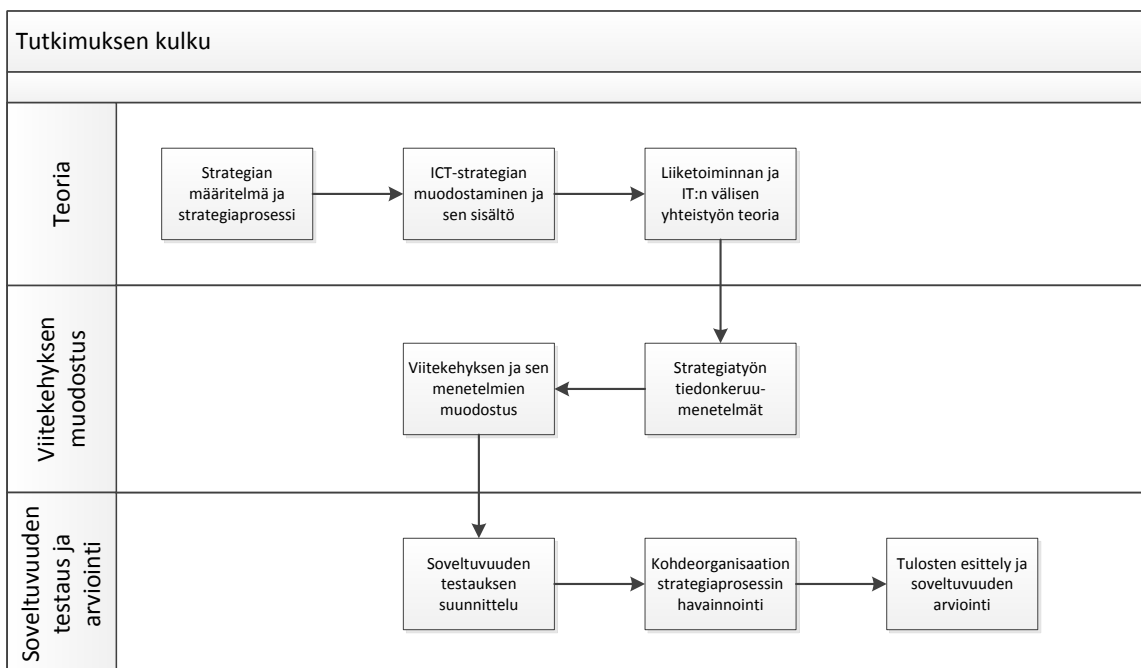 Tutkimuksen kulku
Teoria
Strategian
määritelmä ja
strategiaprosessi
ICT-strategian
muodostaminen ja
sen sisältö
Liiketoiminnan ja
IT:n välisen
yhteistyön teoria
Viitekehyksen
muodostus
Viitekehyksen ja sen
menetelmien
muodostus
Strategiatyön
tiedonkeruu-
menetelmät
Soveltuvuuden
testaus ja
arviointi
Soveltuvuuden
testauksen
suunnittelu
Kohdeorganisaation
strategiaprosessin
havainnointi
Tulosten esittely ja
soveltuvuuden
arviointi